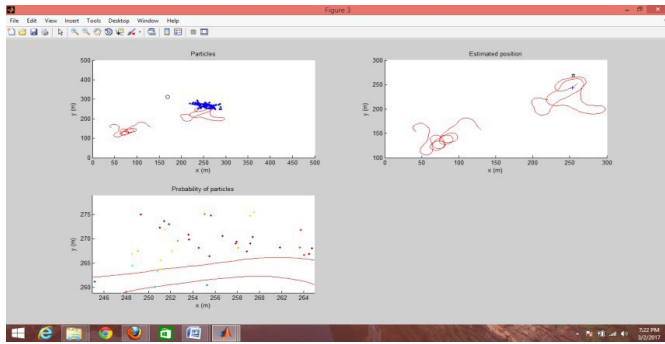 Figure 3
File Edit View Insert Tools Desktop Window Help
Particles
500
400
300
200
100
0
y (m)
0 50 100 150 200 250 300 350 400 450 500
x (m)
Estimated position
300
250
200
150
100
y (m)
0 50 100 150 200 250 300
x (m)
Probability of particles
275
270
265
260
y (m)
246 248 250 252 254 256 258 260 262 264
x (m)
7:22 PM
3/2/2017